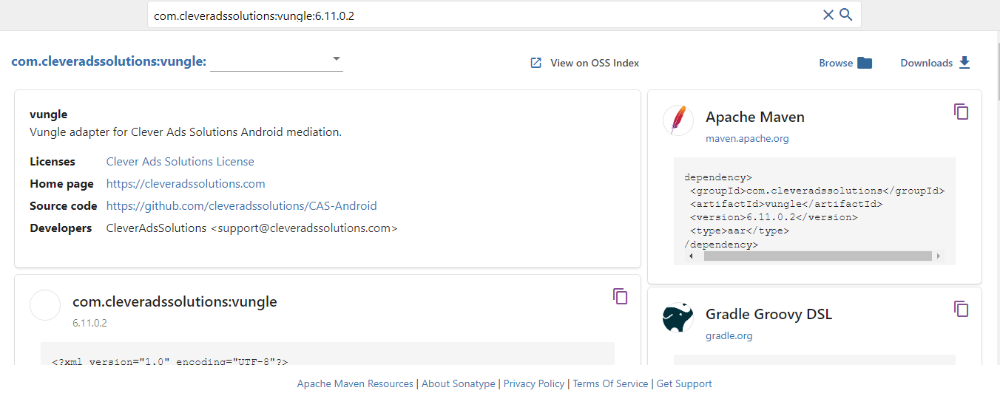 com.cleveradssolutions:vungle:6.11.0.2
com.cleveradssolutions:vungle:
View on OSS Index
Browse
Downloads
vungle
Vungle adapter for Clever Ads Solutions Android mediation.
Licenses Clever Ads Solutions License
Home page https://cleveradssolutions.com
Source code https://github.com/cleveradssolutions/CAS-Android
Developers CleverAdsSolutions <support@cleveradssolutions.com>
Apache Maven
maven.apache.org
dependency>
<groupId>com.cleveradssolutions</groupId>
<artifactId>vungle</artifactId>
<version>6.11.0.2</version>
<type>aar</type>
/dependency>
com.cleveradssolutions:vungle
6.11.0.2
<?xml version="1.0" encoding="UTF-8"?>
Gradle Groovy DSL
gradle.org
Apache Maven Resources | About Sonatype | Privacy Policy | Terms Of Service | Get Support